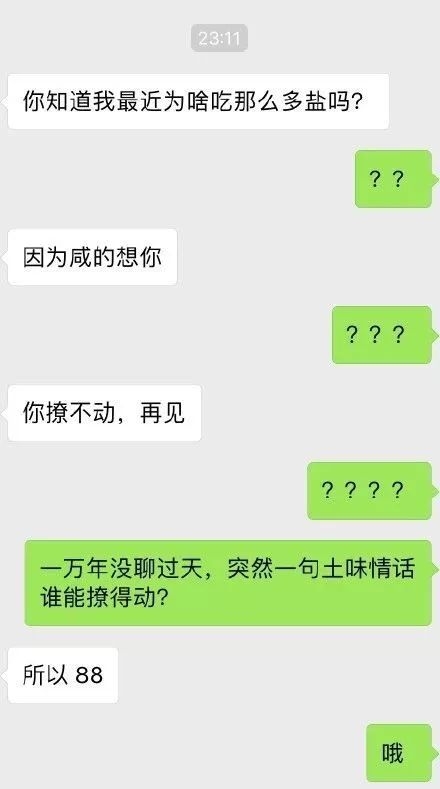 23:11
你知道我最近为啥吃那么多盐吗？
？？
因为咸的想你
？？？
你撩不动，再见
？？？？
一万年没聊过天，突然一句土味情话
谁能撩得动？
所以 88
哦